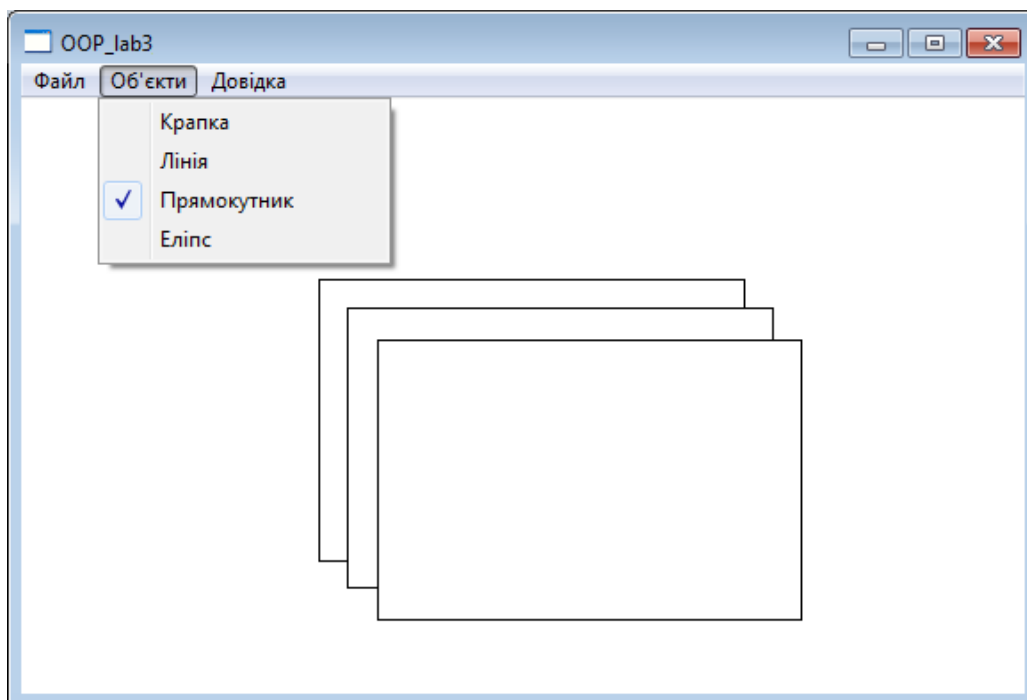 OOP_lab3
Файл Об'єкти Довідка
Крапка
Лінія
Прямокутник
Еліпс